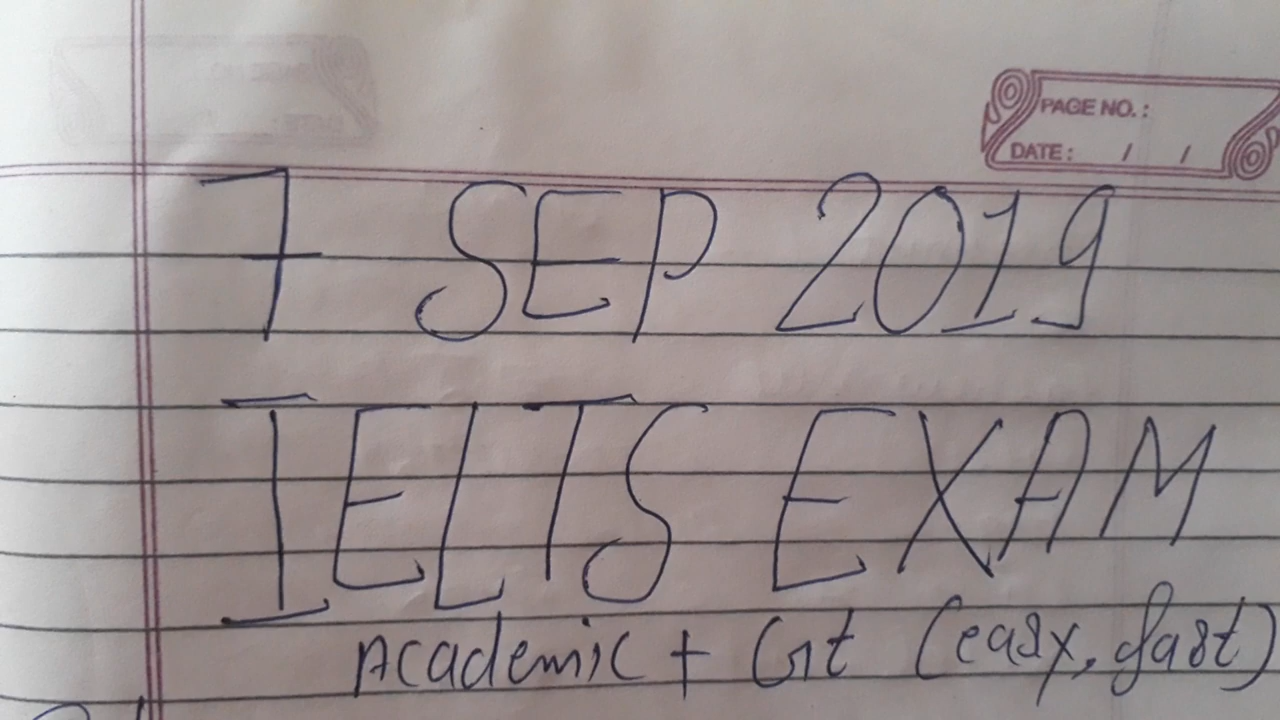 PAGE NO. :
DATE : / /
7 SEP 2019
IELTS EXAM
Academic + Gt (easy, fast)